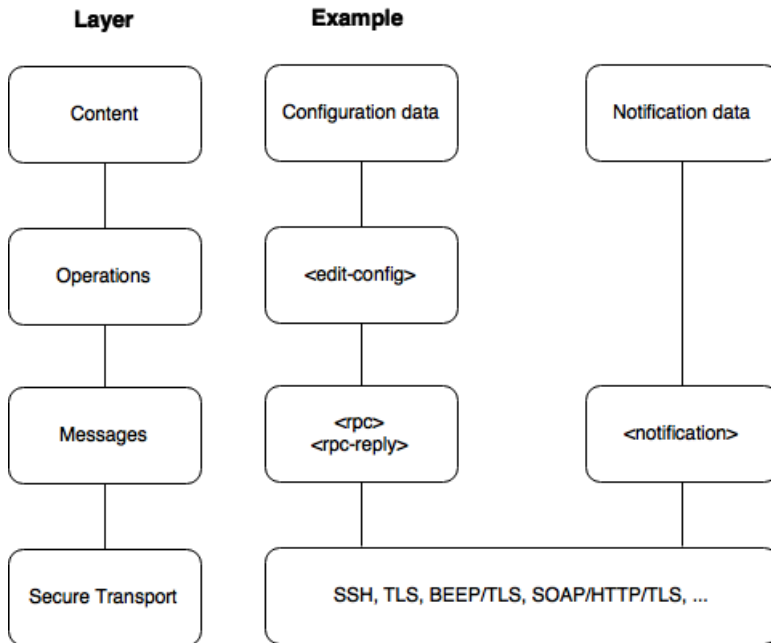 Layer Example
Content Configuration data Notification data
Operations <edit-config>
Messages <rpc>
<rpc-reply> <notification>
Secure Transport SSH, TLS, BEEP/TLS, SOAP/HTTP/TLS, ...